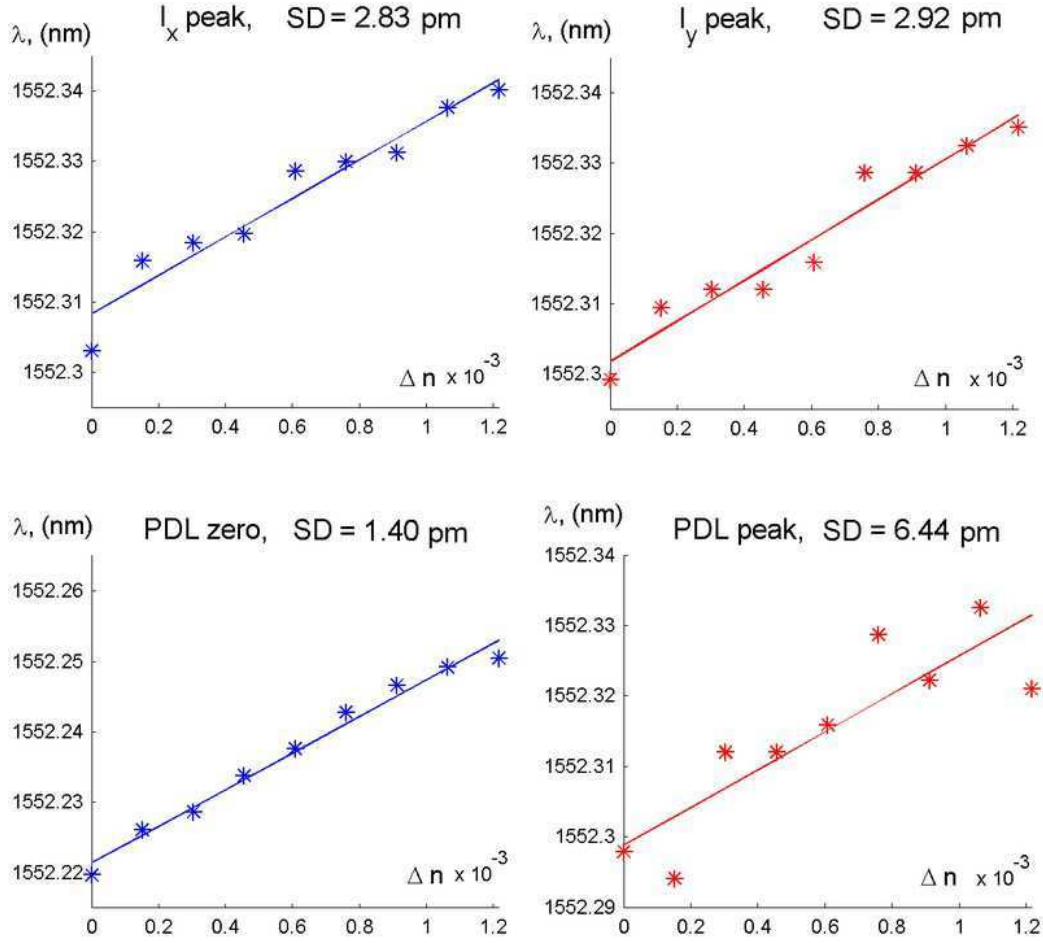 I_x peak, SD = 2.83 pm
λ, (nm)
1552.34
1552.33
1552.32
1552.31
1552.3
Δ n × 10^-3
0 0.2 0.4 0.6 0.8 1 1.2
I_y peak, SD = 2.92 pm
λ, (nm)
1552.34
1552.33
1552.32
1552.31
1552.3
Δ n × 10^-3
0 0.2 0.4 0.6 0.8 1 1.2
PDL zero, SD = 1.40 pm
λ, (nm)
1552.26
1552.25
1552.24
1552.23
1552.22
Δ n × 10^-3
0 0.2 0.4 0.6 0.8 1 1.2
PDL peak, SD = 6.44 pm
λ, (nm)
1552.34
1552.33
1552.32
1552.31
1552.3
1552.29
Δ n × 10^-3
0 0.2 0.4 0.6 0.8 1 1.2